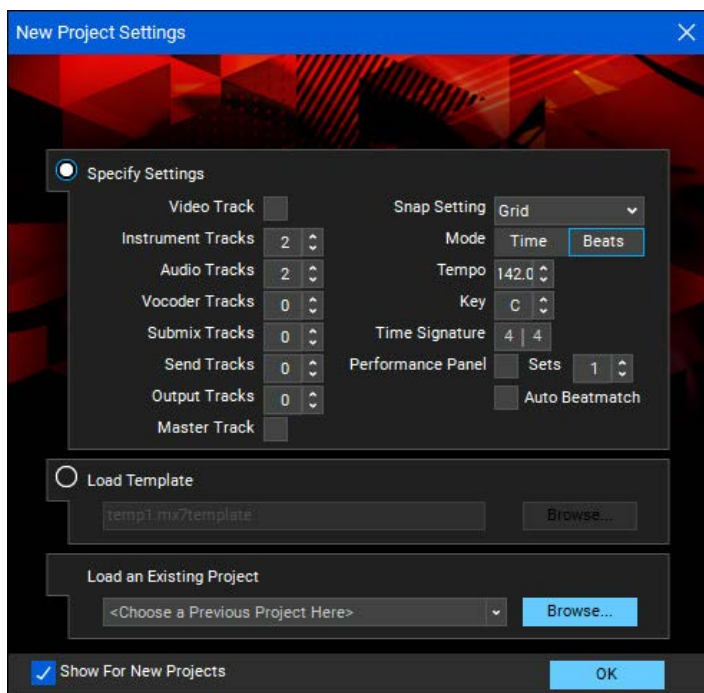 New Project Settings
Specify Settings
Video Track
Instrument Tracks 2
Audio Tracks 2
Vocoder Tracks 0
Submix Tracks 0
Send Tracks 0
Output Tracks 0
Master Track
Snap Setting Grid
Mode Time Beats
Tempo 142.0
Key C
Time Signature 4 | 4
Performance Panel Sets 1
Auto Beatmatch
Load Template
temp1.mx7template Browse...
Load an Existing Project
<Choose a Previous Project Here> Browse...
Show For New Projects OK